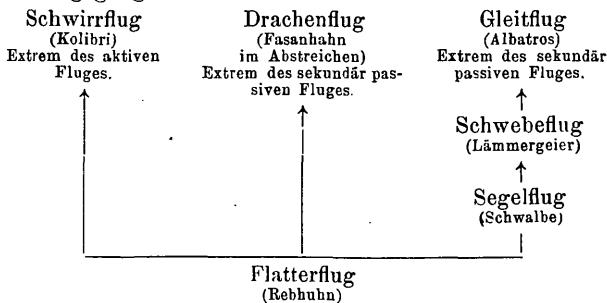 Schwirrflug
(Kolibri)
Extrem des aktiven
Fluges.
Drachenflug
(Fasanhahn
im Abstreichen)
Extrem des sekundär pas-
siven Fluges.
Gleitflug
(Albatros)
Extrem des sekundär
passiven Fluges.
Schwebeflug
(Lämmergeier)
Segelflug
(Schwalbe)
Flatterflug
(Rebhuhn)